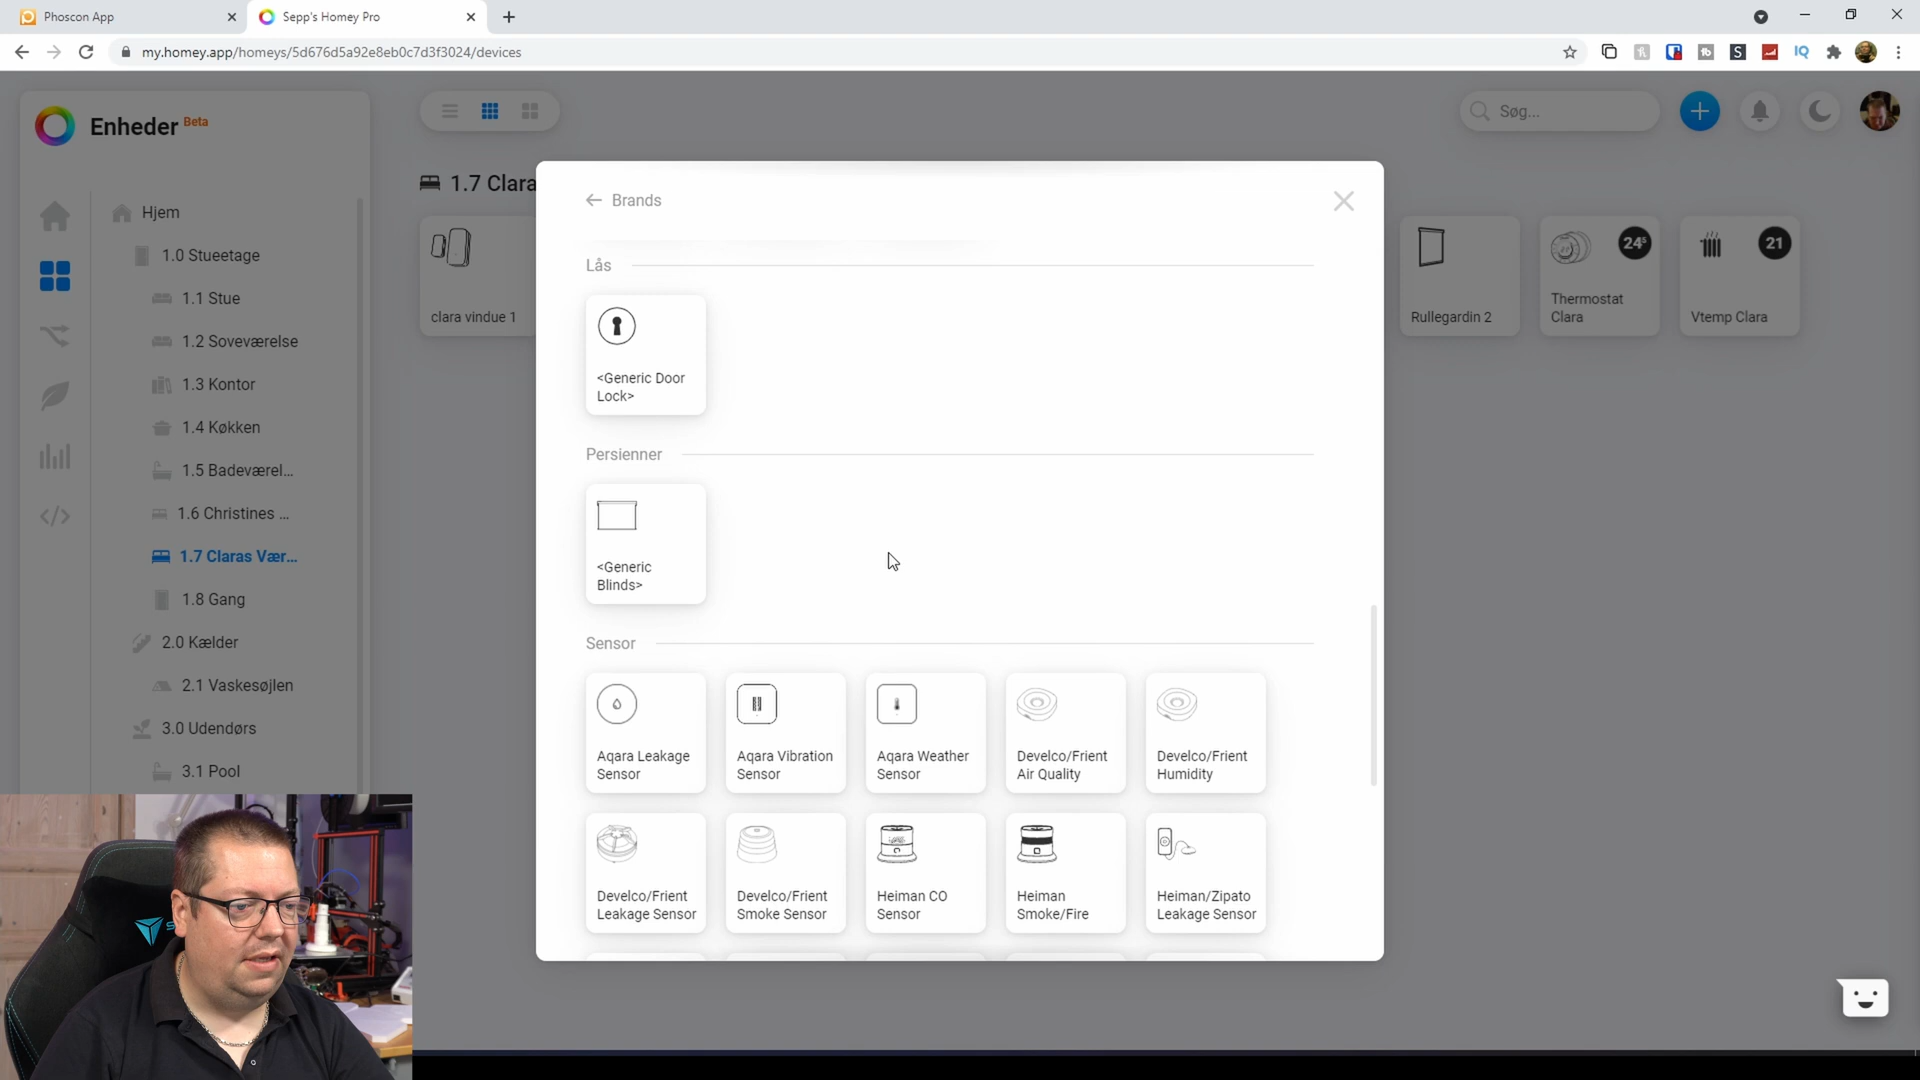 Phoscon App
Sepp's Homey Pro
my.homey.app/homeys/5d676d5a92e8eb0c7d3f3024/devices
Enheder Beta
Søg...
Hjem
1.0 Stueetage
1.1 Stue
1.2 Soveværelse
1.3 Kontor
1.4 Køkken
1.5 Badeværel...
1.6 Christines ...
1.7 Claras Vær...
1.8 Gang
2.0 Kælder
2.1 Vaskesøjlen
3.0 Udendørs
3.1 Pool
1.7 Clara
clara vindue 1
Brands
Lås
<Generic Door
Lock>
Persienner
<Generic
Blinds>
Sensor
Aqara Leakage
Sensor
Aqara Vibration
Sensor
Aqara Weather
Sensor
Develco/Frient
Air Quality
Develco/Frient
Humidity
Develco/Frient
Leakage Sensor
Develco/Frient
Smoke Sensor
Heiman CO
Sensor
Heiman
Smoke/Fire
Heiman/Zipato
Leakage Sensor
Rullegardin 2
24⁵
Thermostat
Clara
21
Vtemp Clara